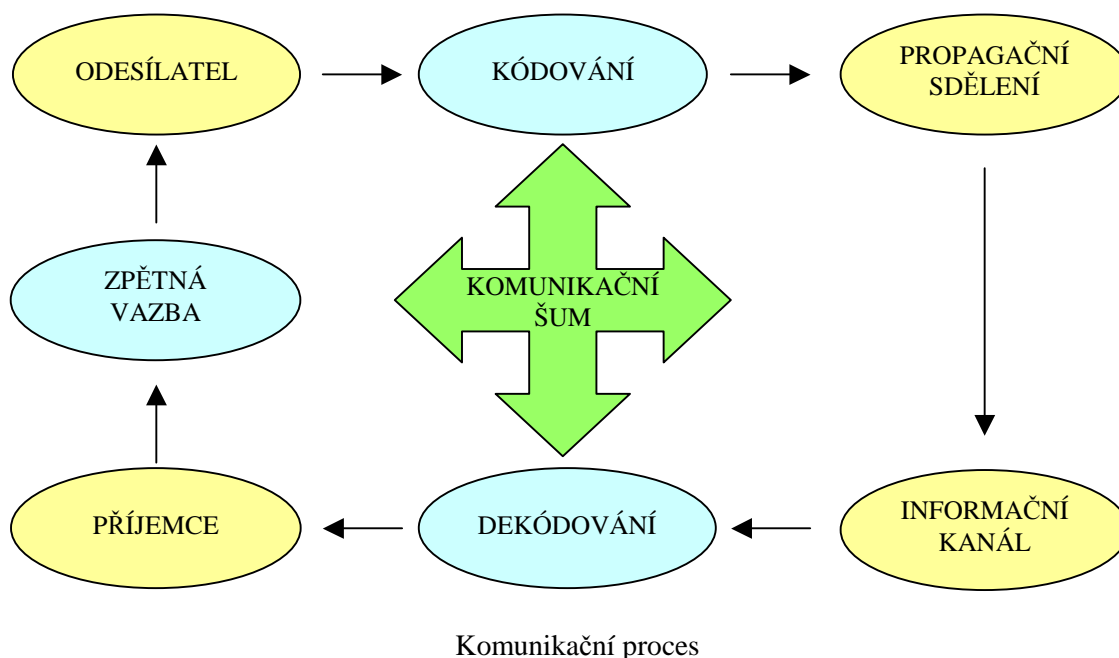 ODESÍLATEL
KÓDOVÁNÍ
PROPAGAČNÍ
SDĚLENÍ
ZPĚTNÁ
VAZBA
KOMUNIKAČNÍ
ŠUM
PŘÍJEMCE
DEKÓDOVÁNÍ
INFORMAČNÍ
KANÁL
Komunikační proces